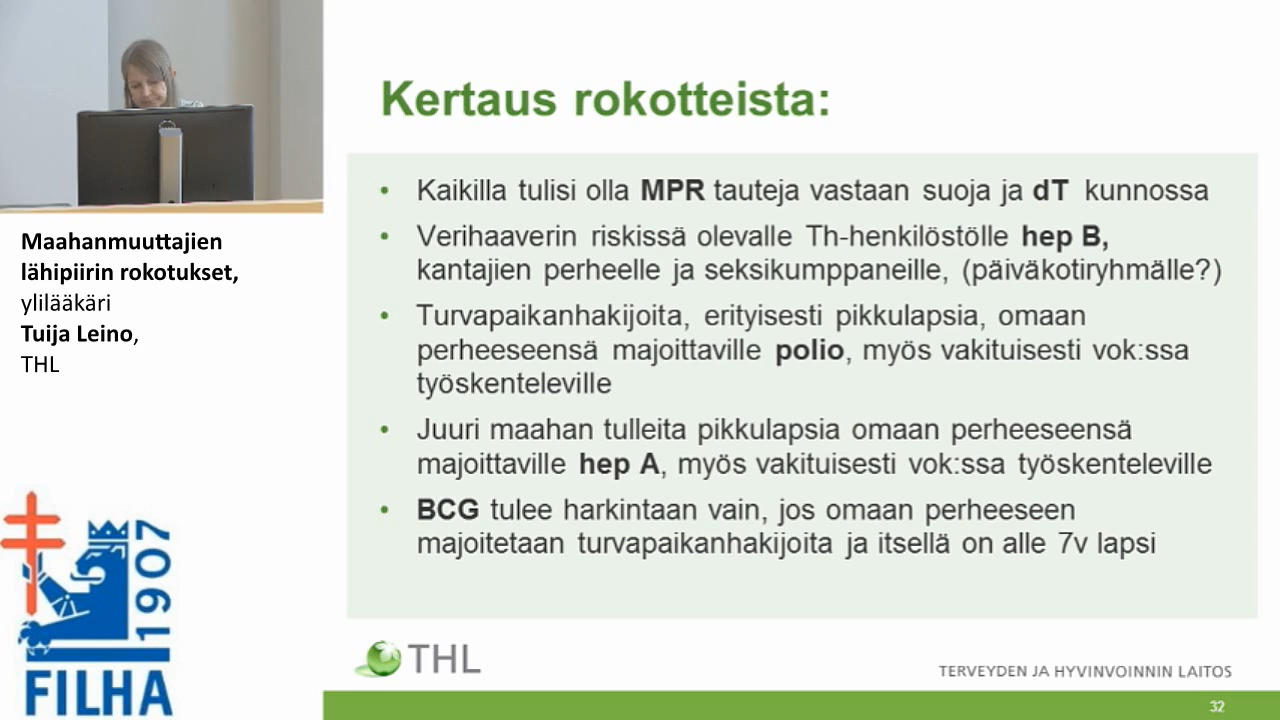 Maahanmuuttajien
lähipiirin rokotukset,
ylilääkäri
Tuija Leino,
THL
1907
FILHA
Kertaus rokotteista:
• Kaikilla tulisi olla MPR tauteja vastaan suoja ja dT kunnossa
• Verihaaverin riskissä olevalle Th-henkilöstölle hep B,
kantajien perheelle ja seksikumppaneille, (päiväkotiryhmälle?)
• Turvapaikanhakijoita, erityisesti pikkulapsia, omaan
perheeseensä majoittaville polio, myös vakituisesti vok:ssa
työskenteleville
• Juuri maahan tulleita pikkulapsia omaan perheeseensä
majoittaville hep A, myös vakituisesti vok:ssa työskenteleville
• BCG tulee harkintaan vain, jos omaan perheeseen
majoitetaan turvapaikanhakijoita ja itsellä on alle 7v lapsi
THL
TERVEYDEN JA HYVINVOINNIN LAITOS
32